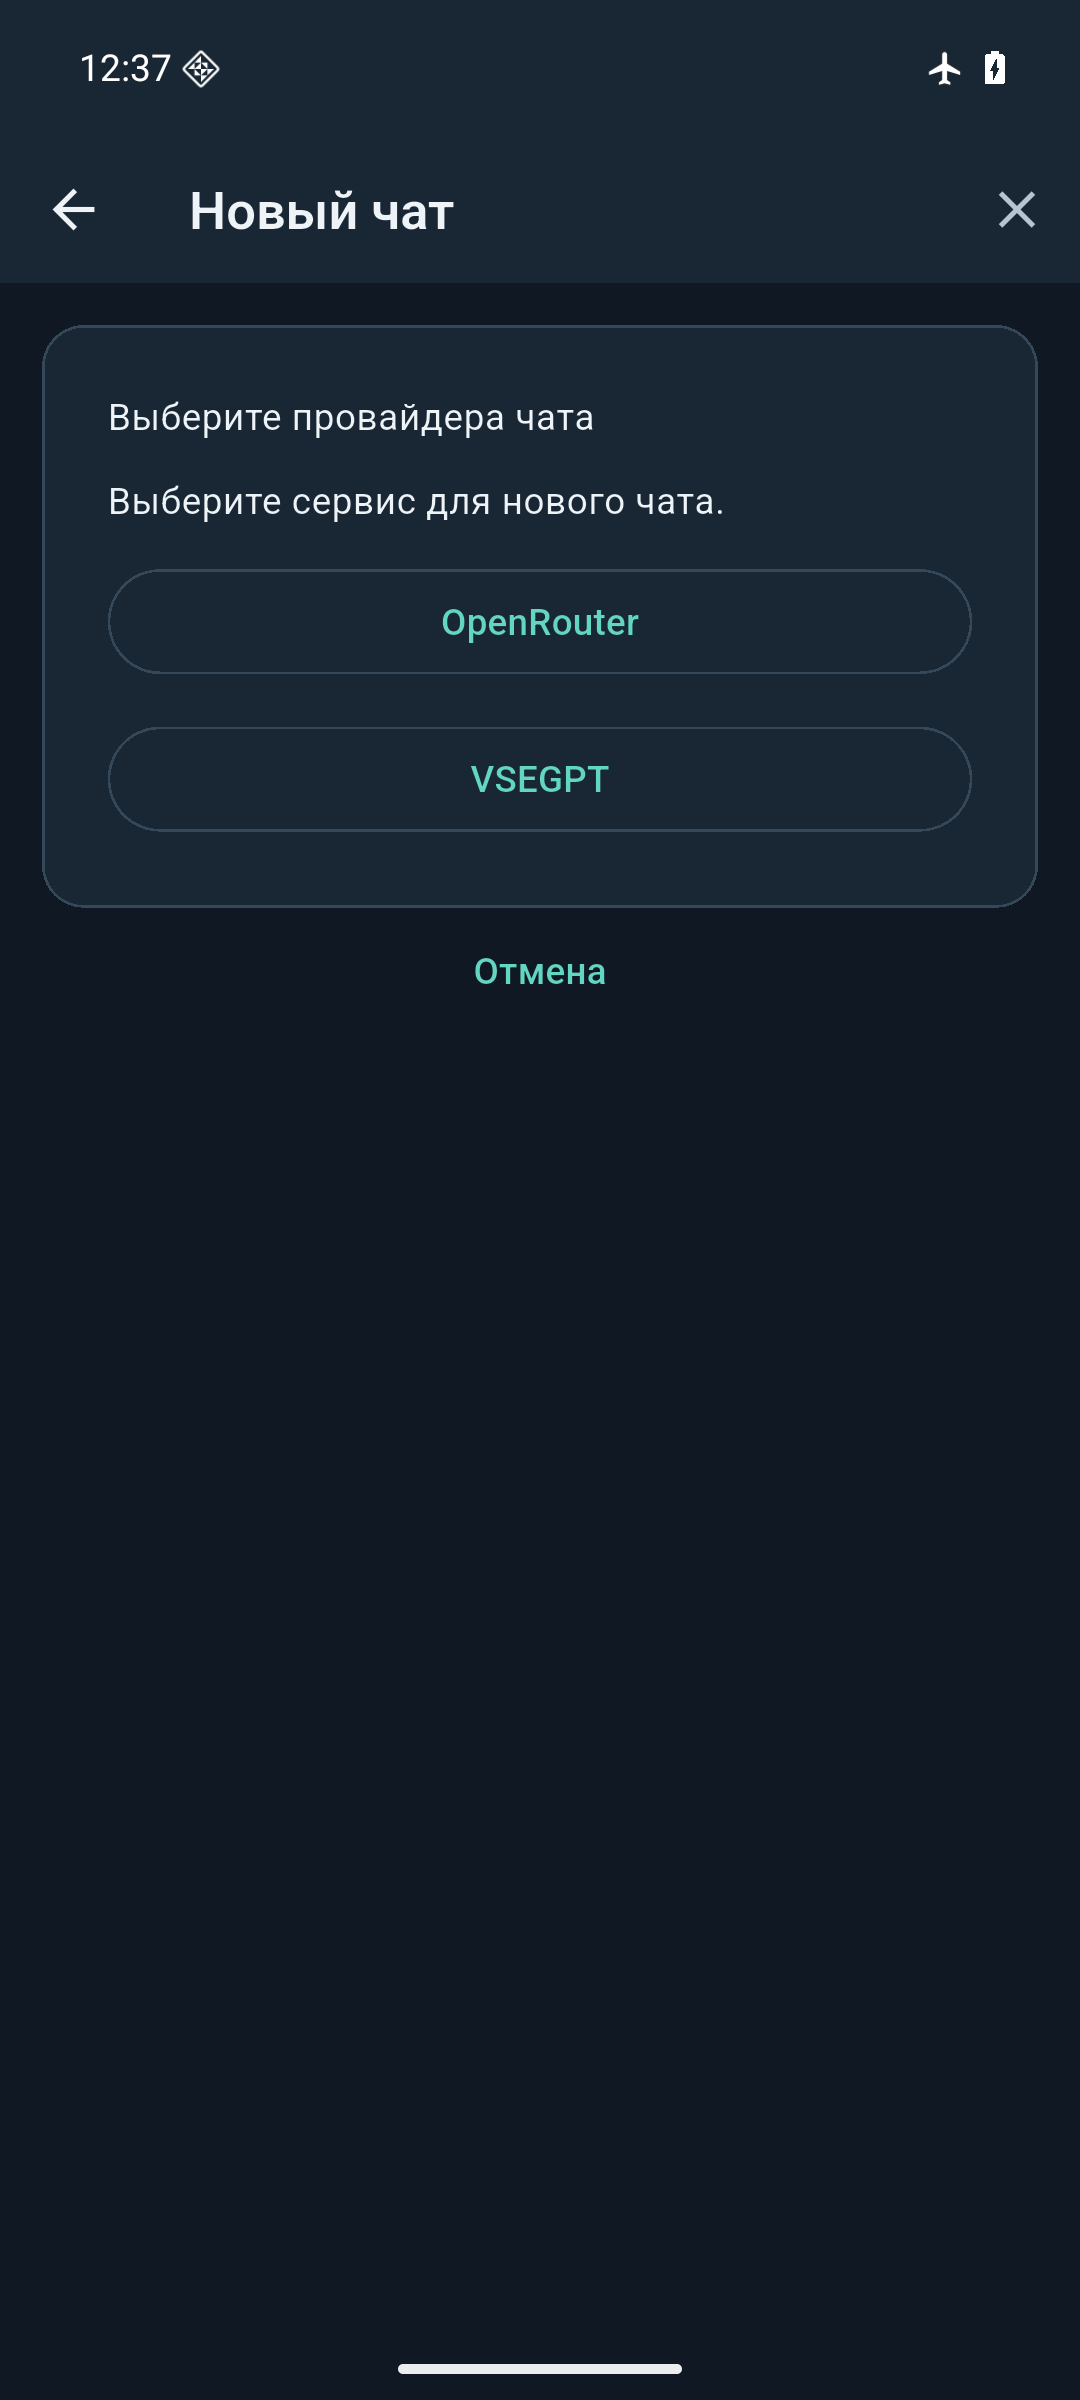 12:37
Новый чат
Выберите провайдера чата
Выберите сервис для нового чата.
OpenRouter
VSEGPT
Отмена